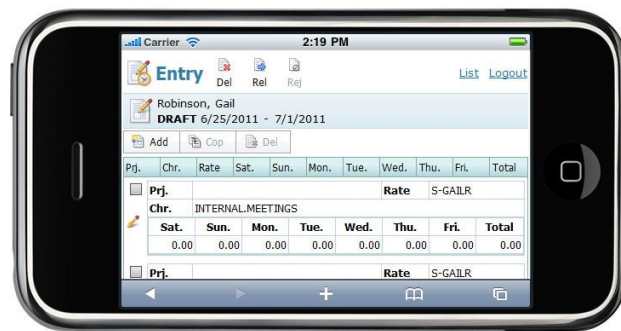 Carrier 2:19 PM
Entry Del Rel Rej List Logout
Robinson, Gail
DRAFT 6/25/2011 - 7/1/2011
Add Cop Del
Prj. Chr. Rate Sat. Sun. Mon. Tue. Wed. Thu. Fri. Total
Prj. Rate S-GAILR
Chr. INTERNAL.MEETINGS
Sat. Sun. Mon. Tue. Wed. Thu. Fri. Total
0.00 0.00 0.00 0.00 0.00 0.00 0.00 0.00
Prj. Rate S-GAILR